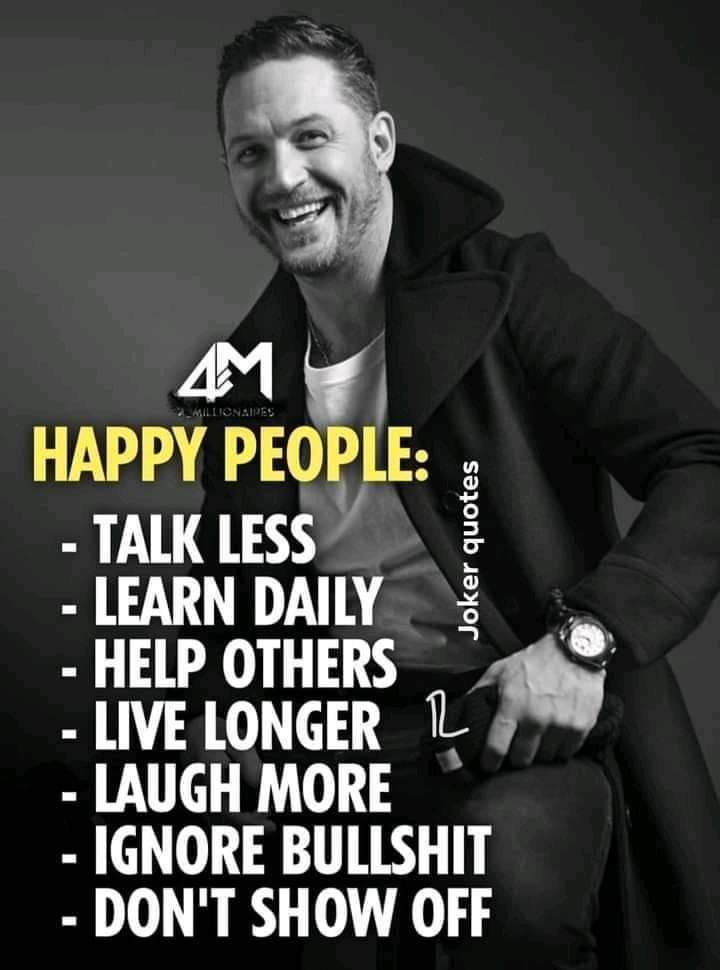 4M
4_MILLIONAIRES
HAPPY PEOPLE:
- TALK LESS
- LEARN DAILY
- HELP OTHERS
- LIVE LONGER
- LAUGH MORE
- IGNORE BULLSHIT
- DON'T SHOW OFF
Joker quotes